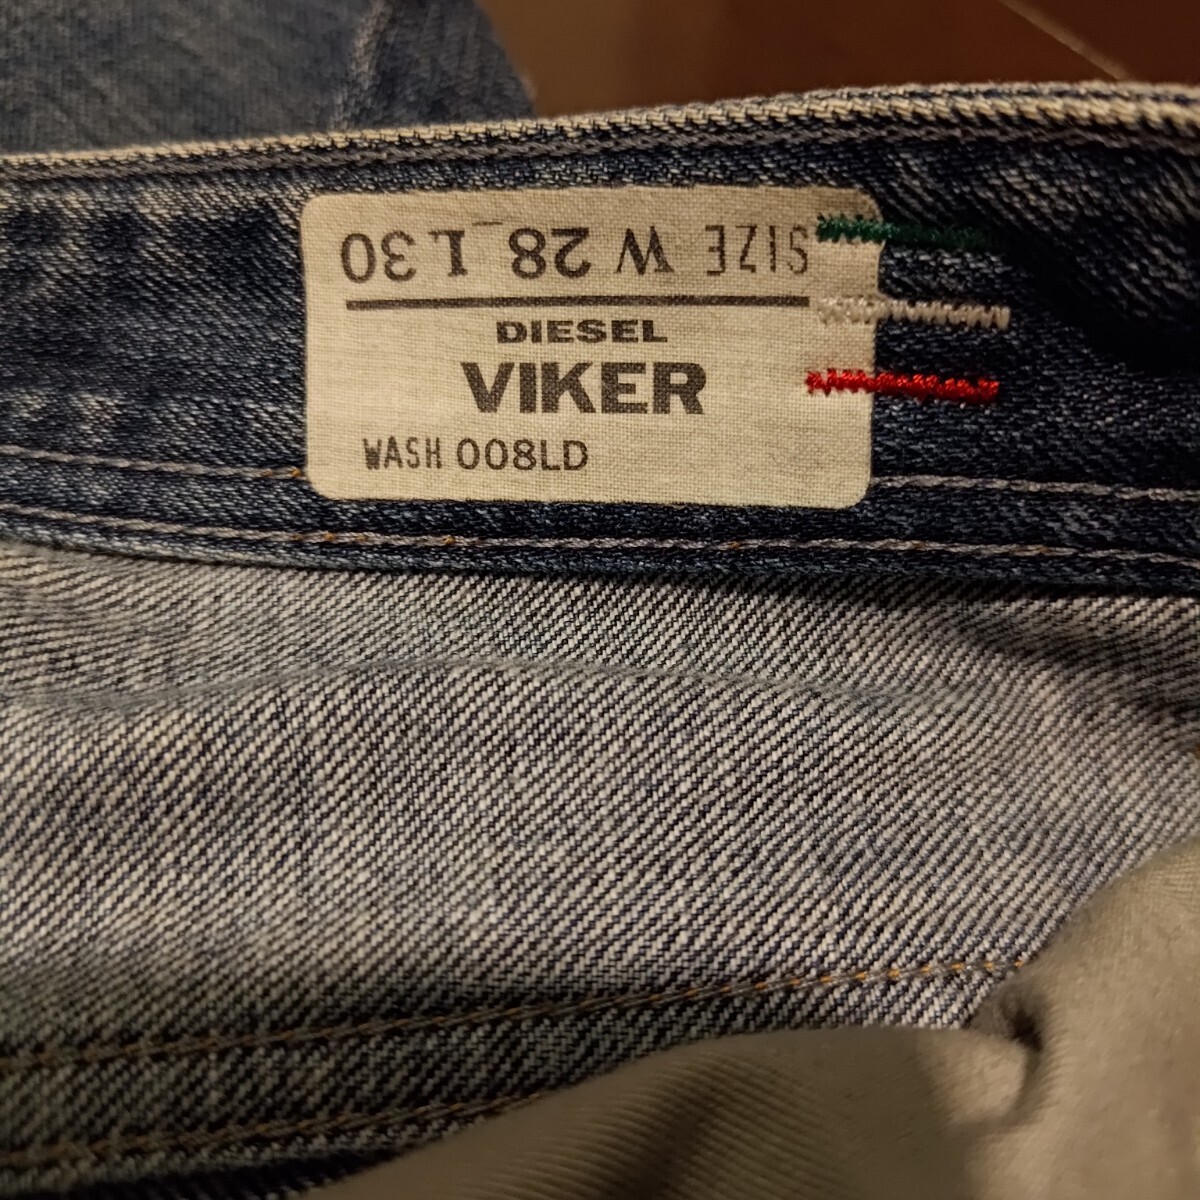 SIZE W 28 L 30
DIESEL
VIKER
WASH 008LD